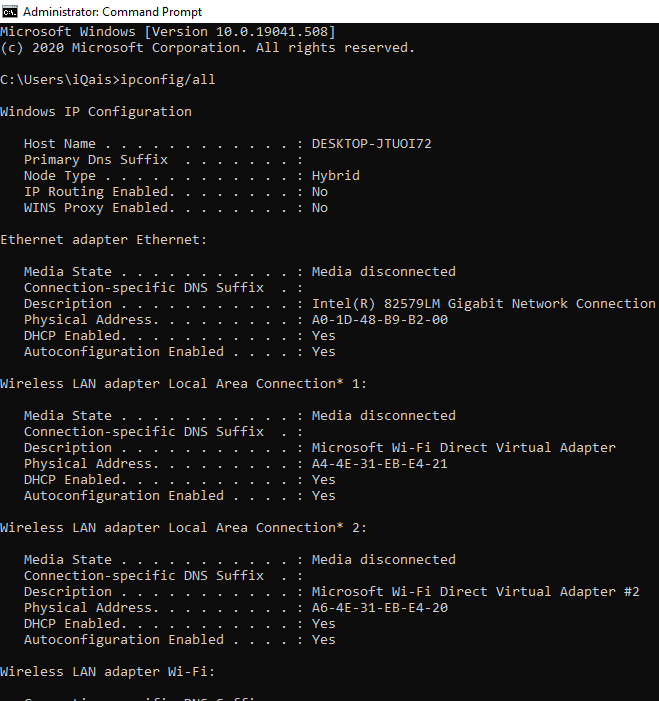 Administrator: Command Prompt
Microsoft Windows [Version 10.0.19041.508]
(c) 2020 Microsoft Corporation. All rights reserved.
C:\Users\iQais>ipconfig/all
Windows IP Configuration
Host Name . . . . . . . . . . . . : DESKTOP-JTUOI72
Primary Dns Suffix  . . . . . . . :
Node Type . . . . . . . . . . . . : Hybrid
IP Routing Enabled. . . . . . . . : No
WINS Proxy Enabled. . . . . . . . : No
Ethernet adapter Ethernet:
Media State . . . . . . . . . . . : Media disconnected
Connection-specific DNS Suffix  . :
Description . . . . . . . . . . . : Intel(R) 82579LM Gigabit Network Connection
Physical Address. . . . . . . . . : A0-1D-48-B9-B2-00
DHCP Enabled. . . . . . . . . . . : Yes
Autoconfiguration Enabled . . . . : Yes
Wireless LAN adapter Local Area Connection* 1:
Media State . . . . . . . . . . . : Media disconnected
Connection-specific DNS Suffix  . :
Description . . . . . . . . . . . : Microsoft Wi-Fi Direct Virtual Adapter
Physical Address. . . . . . . . . : A4-4E-31-EB-E4-21
DHCP Enabled. . . . . . . . . . . : Yes
Autoconfiguration Enabled . . . . : Yes
Wireless LAN adapter Local Area Connection* 2:
Media State . . . . . . . . . . . : Media disconnected
Connection-specific DNS Suffix  . :
Description . . . . . . . . . . . : Microsoft Wi-Fi Direct Virtual Adapter #2
Physical Address. . . . . . . . . : A6-4E-31-EB-E4-20
DHCP Enabled. . . . . . . . . . . : Yes
Autoconfiguration Enabled . . . . : Yes
Wireless LAN adapter Wi-Fi: